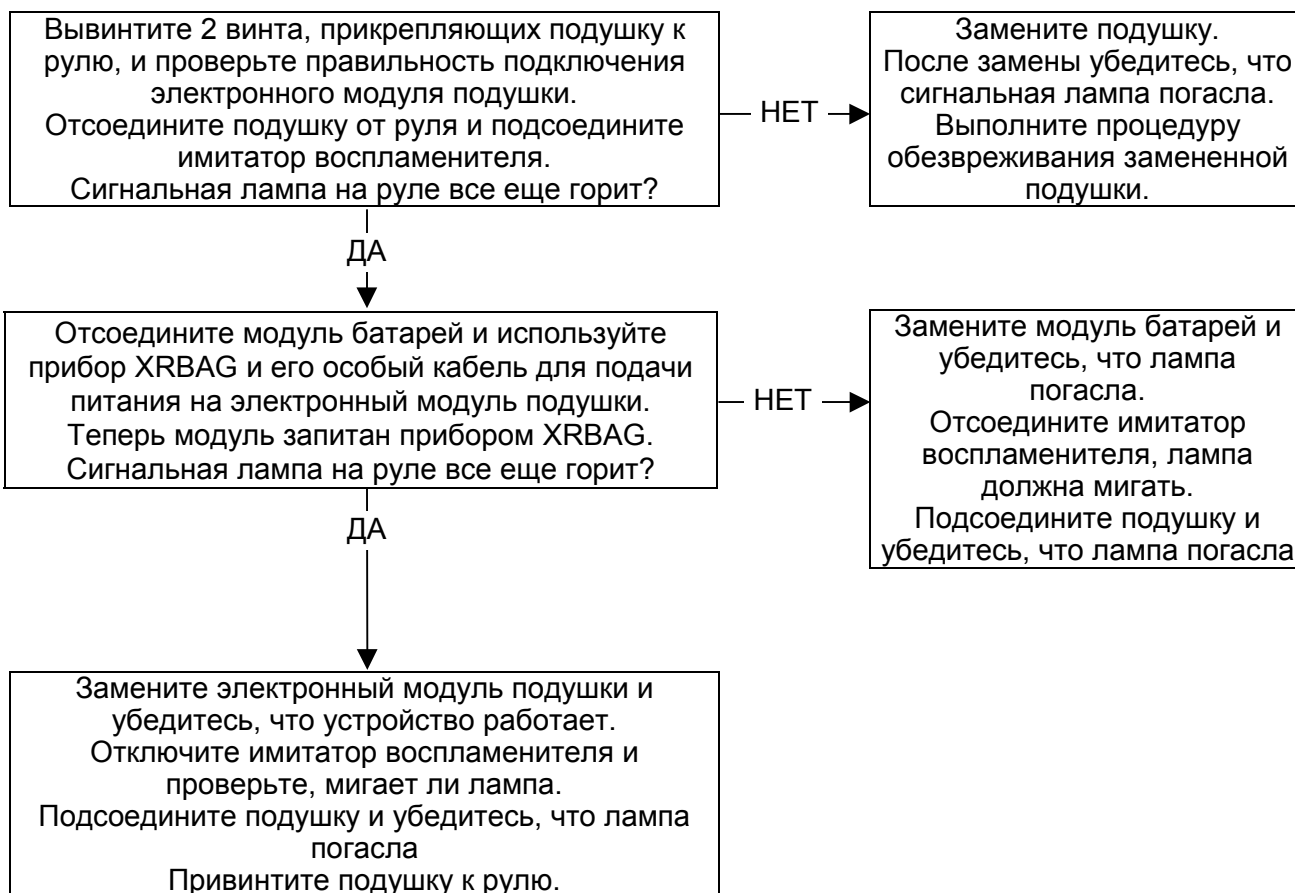 Вывинтите 2 винта, прикрепляющих подушку к
рулю, и проверьте правильность подключения
электронного модуля подушки.
Отсоедините подушку от руля и подсоедините
имитатор воспламенителя.
Сигнальная лампа на руле все еще горит?
НЕТ
Замените подушку.
После замены убедитесь, что
сигнальная лампа погасла.
Выполните процедуру
обезвреживания замененной
подушки.
ДА
Отсоедините модуль батарей и используйте
прибор XRBAG и его особый кабель для подачи
питания на электронный модуль подушки.
Теперь модуль запитан прибором XRBAG.
Сигнальная лампа на руле все еще горит?
НЕТ
Замените модуль батарей и
убедитесь, что лампа
погасла.
Отсоедините имитатор
воспламенителя, лампа
должна мигать.
Подсоедините подушку и
убедитесь, что лампа погасла
ДА
Замените электронный модуль подушки и
убедитесь, что устройство работает.
Отключите имитатор воспламенителя и
проверьте, мигает ли лампа.
Подсоедините подушку и убедитесь, что лампа
погасла
Привинтите подушку к рулю.